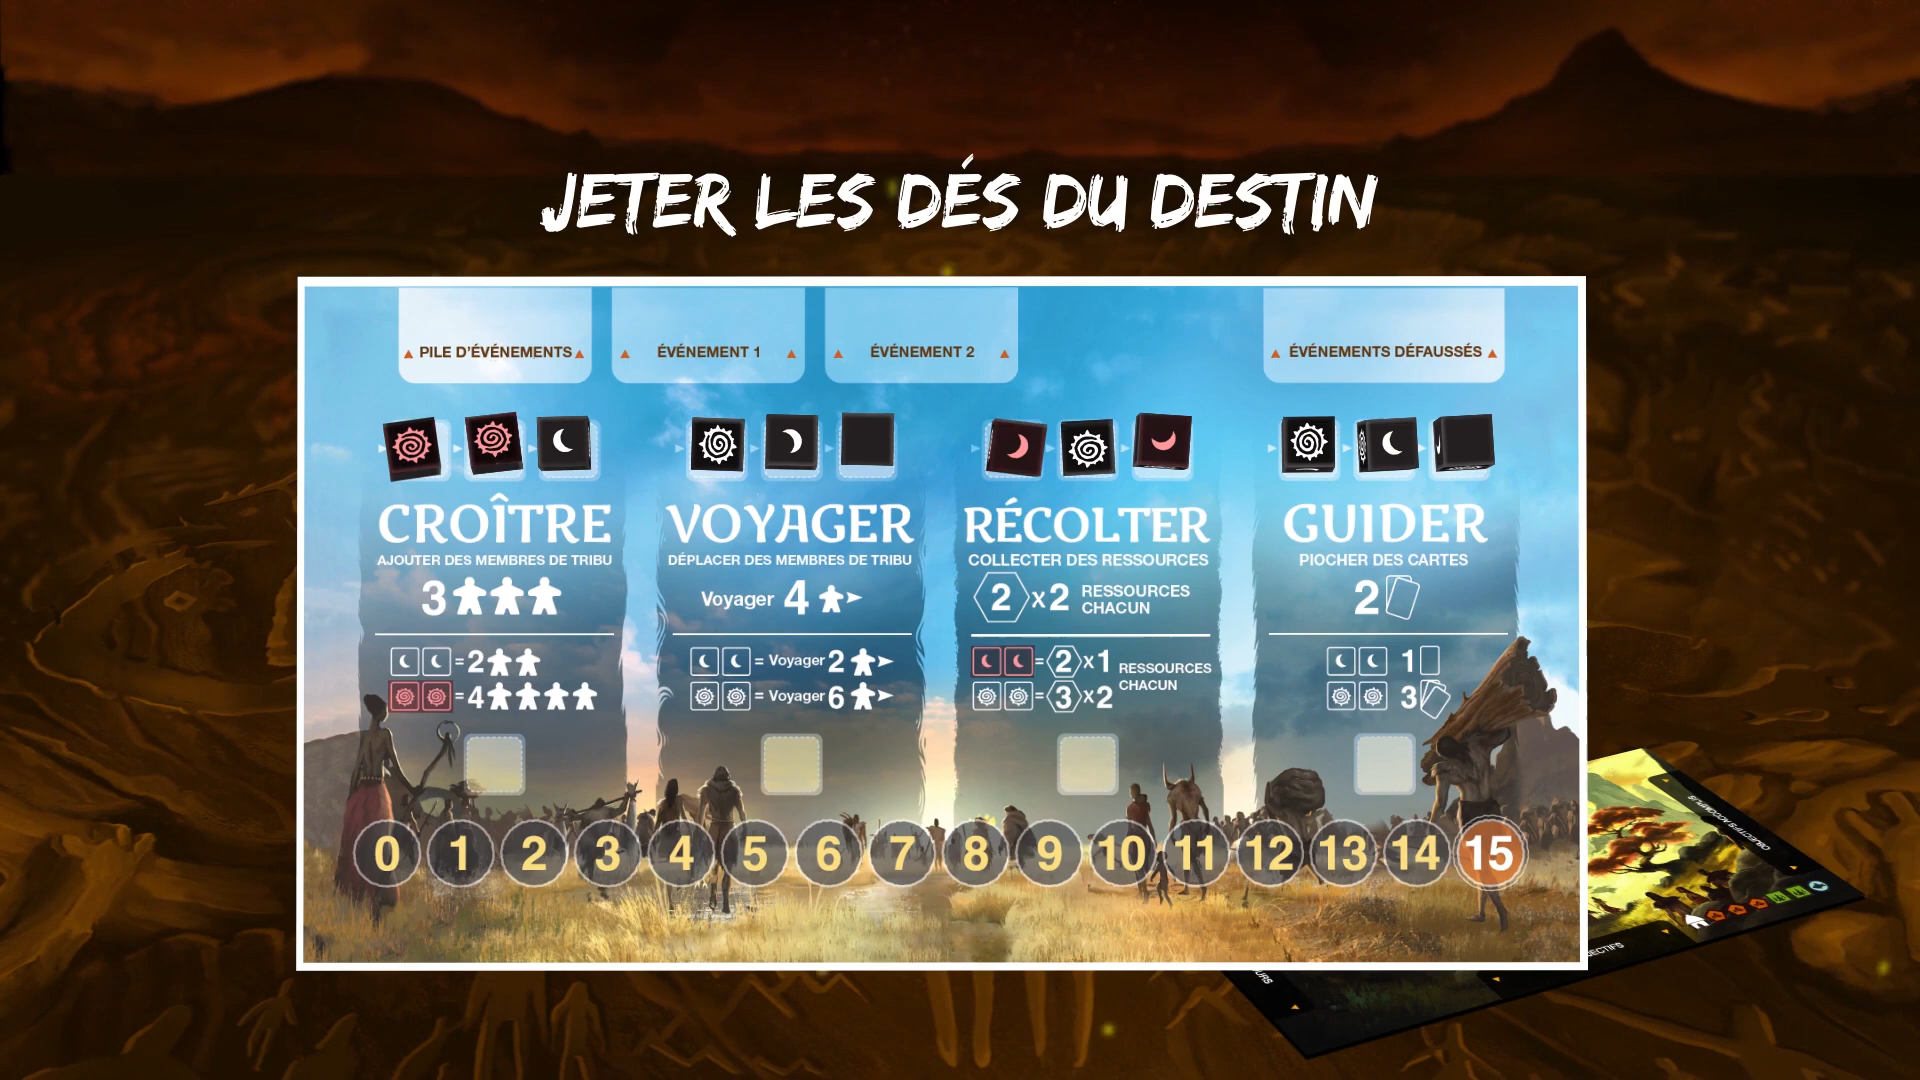 JETER LES DÉS DU DESTIN
PILE D'ÉVÉNEMENTS
ÉVÉNEMENT 1
ÉVÉNEMENT 2
ÉVÉNEMENTS DÉFAUSSÉS
CROÎTRE
AJOUTER DES MEMBRES DE TRIBU
3
= 2
= 4
VOYAGER
DÉPLACER DES MEMBRES DE TRIBU
Voyager 4
= Voyager 2
= Voyager 6
RÉCOLTER
COLLECTER DES RESSOURCES
2 x2 RESSOURCES
CHACUN
= 2 x1 RESSOURCES
CHACUN
= 3 x2
GUIDER
PIOCHER DES CARTES
2
1
3
0 1 2 3 4 5 6 7 8 9 10 11 12 13 14 15
OBJECTIFS ACCOMPLIS